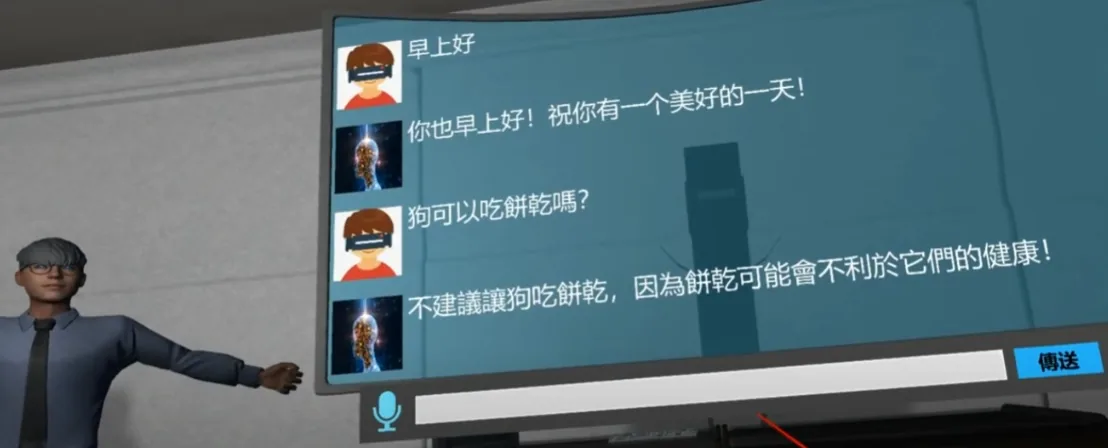 早上好
你也早上好！祝你有一个美好的一天！
狗可以吃餅乾嗎？
不建議讓狗吃餅乾，因為餅乾可能會不利於它們的健康！
傳送